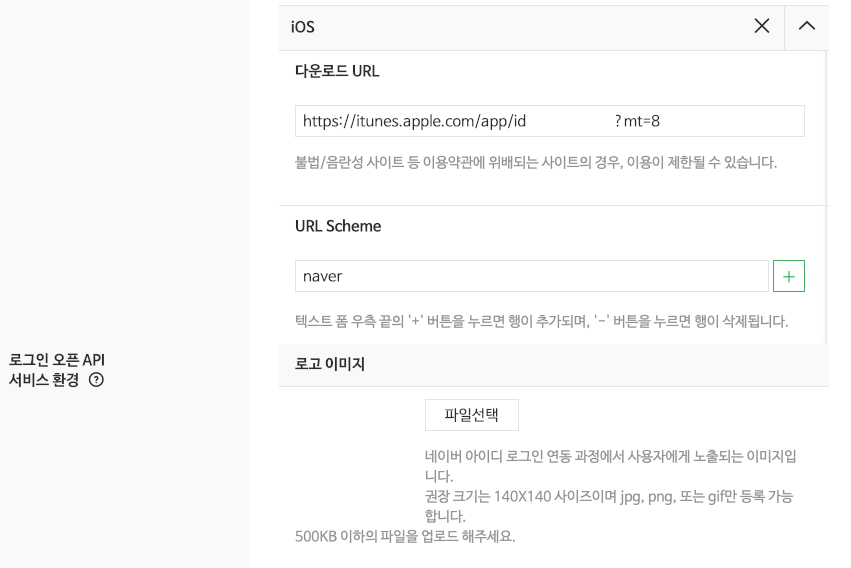 iOS
다운로드 URL
https://itunes.apple.com/app/id ?mt=8
불법/음란성 사이트 등 이용약관에 위배되는 사이트의 경우, 이용이 제한될 수 있습니다.
URL Scheme
naver
+
텍스트 폼 우측 끝의 '+' 버튼을 누르면 행이 추가되며, '-' 버튼을 누르면 행이 삭제됩니다.
로그인 오픈 API
서비스 환경 ?
로고 이미지
파일선택
네이버 아이디 로그인 연동 과정에서 사용자에게 노출되는 이미지입
니다.
권장 크기는 140X140 사이즈이며 jpg, png, 또는 gif만 등록 가능
합니다.
500KB 이하의 파일을 업로드 해주세요.